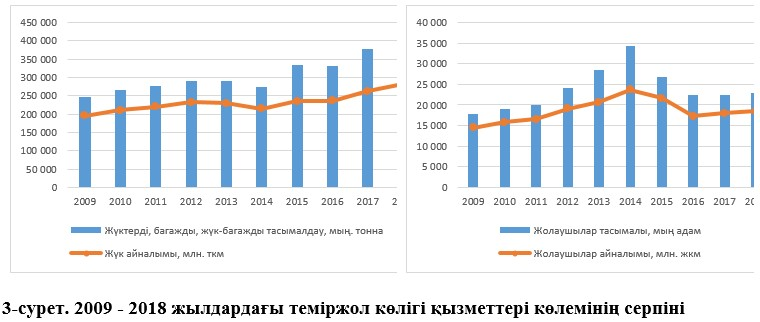 450 000
400 000
350 000
300 000
250 000
200 000
150 000
100 000
50 000
0
2009 2010 2011 2012 2013 2014 2015 2016 2017 2
Жүктерді, багажды, жүк-багажды тасымалдау, мың. тонна
Жүк айналымы, млн. ткм
40 000
35 000
30 000
25 000
20 000
15 000
10 000
5 000
0
2009 2010 2011 2012 2013 2014 2015 2016 2017 20
Жолаушылар тасымалы, мың адам
Жолаушылар айналымы, млн. жкм
3-сурет. 2009 - 2018 жылдардағы теміржол көлігі қызметтері көлемінің серпіні